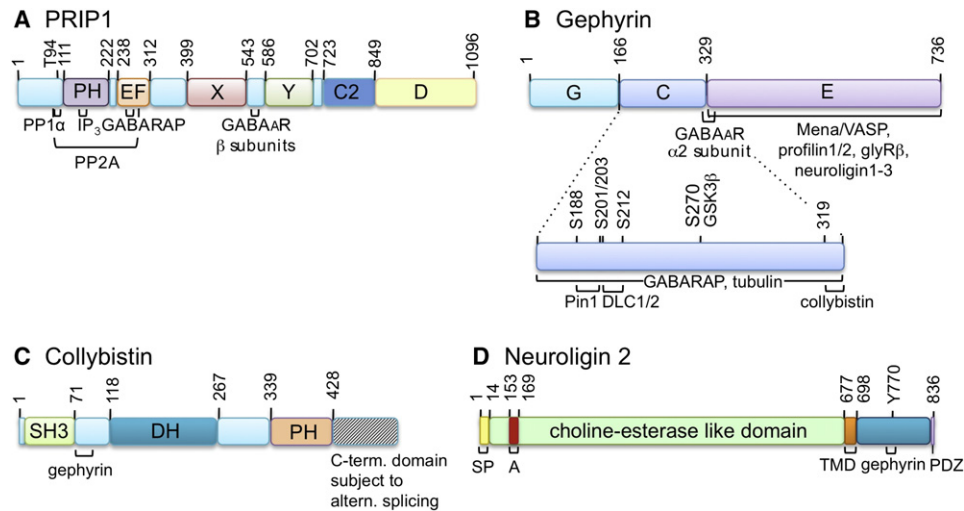 A PRIP1
1 T94 111 222 238 312 399 543 586 702 723 849 1096
PH EF X Y C2 D
PP1α IP3 GABARAP GABAAR
β subunits
PP2A
B Gephyrin
1 166 329 736
G C E
GABAAR
α2 subunit
Mena/VASP,
profilin1/2, glyRβ,
neuroligin1-3
S188 S201/203 S212 S270 GSK3β 319
GABARAP, tubulin
Pin1 DLC1/2 collybistin
C Collybistin
1 71 118 267 339 428
SH3 DH PH
gephyrin
C-term. domain
subject to
altern. splicing
D Neuroligin 2
1 14 153 169 677 698 Y770 836
choline-esterase like domain
SP A TMD gephyrin PDZ